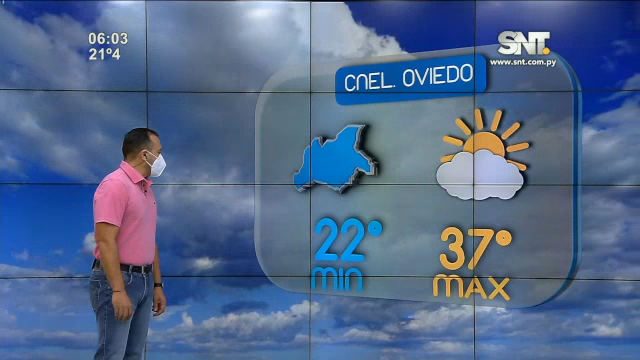 06:03
21°4
SNT.
www.snt.com.py
CNEL. OVIEDO
22°
MIN
37°
MAX